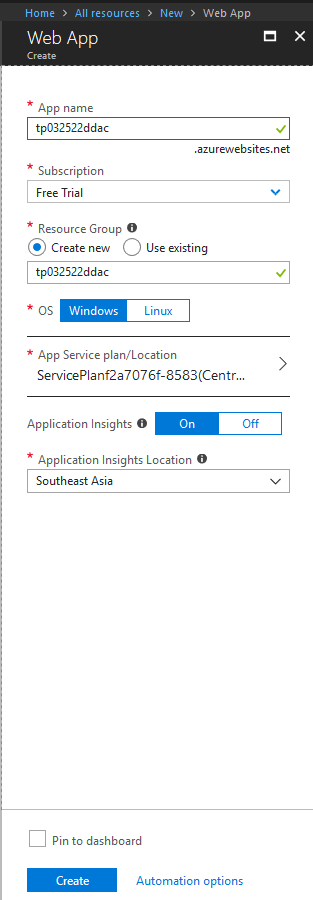 Home > All resources > New > Web App
Web App
Create
* App name
tp032522ddac
.azurewebsites.net
* Subscription
Free Trial
* Resource Group
Create new Use existing
tp032522ddac
* OS Windows Linux
* App Service plan/Location
ServicePlanf2a7076f-8583(Centr...
Application Insights On Off
* Application Insights Location
Southeast Asia
Pin to dashboard
Create Automation options